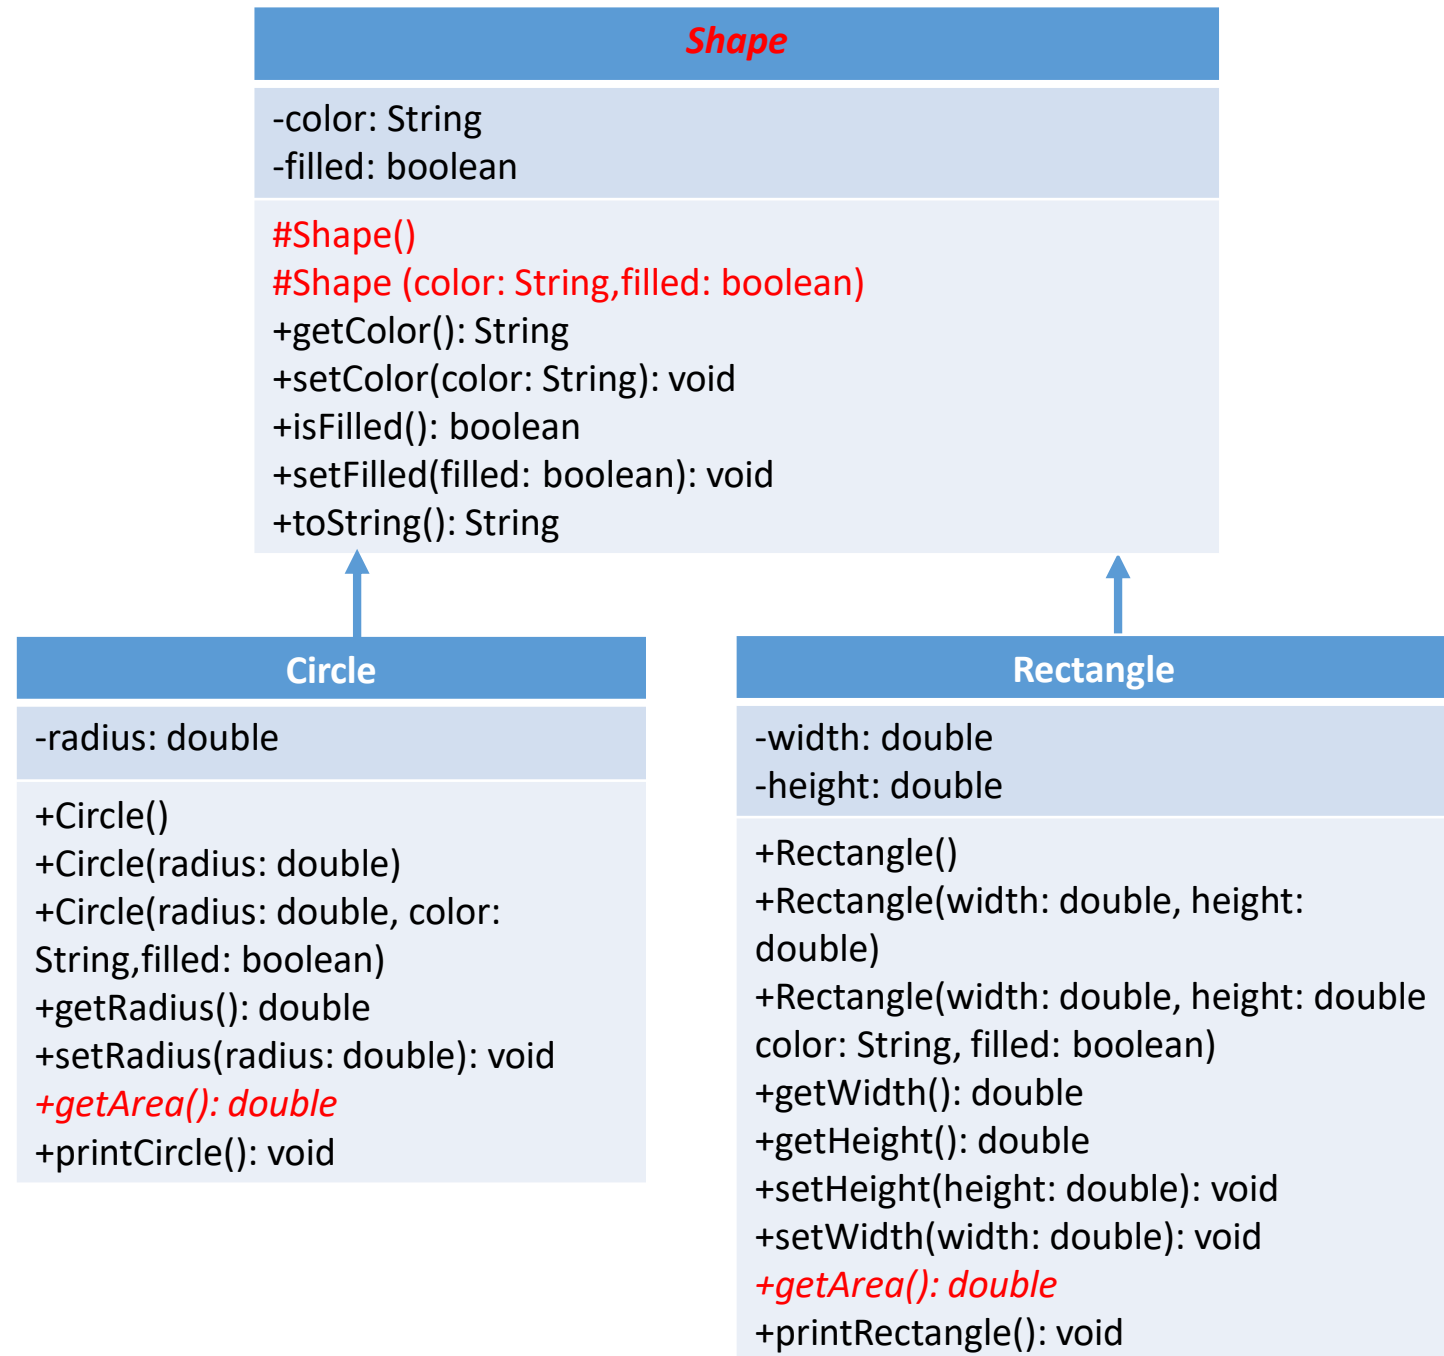 Shape
-color: String
-filled: boolean
#Shape()
#Shape (color: String,filled: boolean)
+getColor(): String
+setColor(color: String): void
+isFilled(): boolean
+setFilled(filled: boolean): void
+toString(): String
Circle
-radius: double
+Circle()
+Circle(radius: double)
+Circle(radius: double, color:
String,filled: boolean)
+getRadius(): double
+setRadius(radius: double): void
+getArea(): double
+printCircle(): void
Rectangle
-width: double
-height: double
+Rectangle()
+Rectangle(width: double, height:
double)
+Rectangle(width: double, height: double
color: String, filled: boolean)
+getWidth(): double
+getHeight(): double
+setHeight(height: double): void
+setWidth(width: double): void
+getArea(): double
+printRectangle(): void